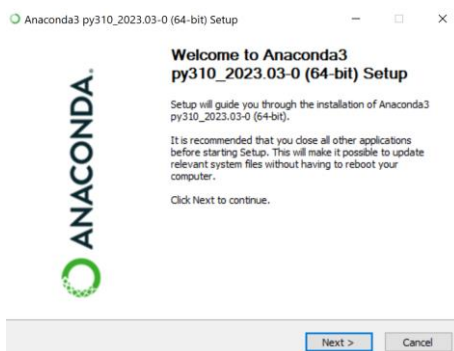 Anaconda3 py310_2023.03-0 (64-bit) Setup
ANACONDA.
Welcome to Anaconda3
py310_2023.03-0 (64-bit) Setup
Setup will guide you through the installation of Anaconda3
py310_2023.03-0 (64-bit).
It is recommended that you close all other applications
before starting Setup. This will make it possible to update
relevant system files without having to reboot your
computer.
Click Next to continue.
Next >
Cancel